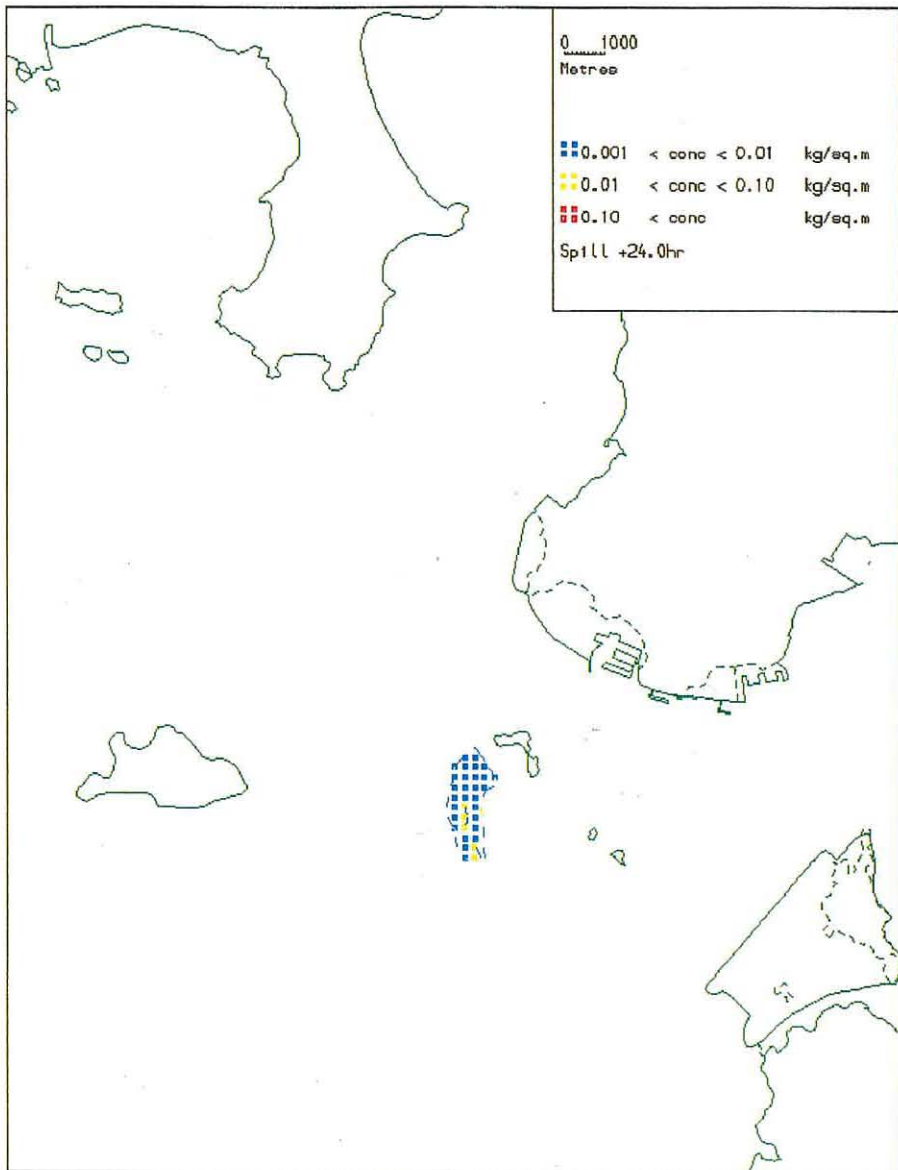 0 1000
Metres
0.001 < conc < 0.01 kg/sq.m
0.01 < conc < 0.10 kg/sq.m
0.10 < conc kg/sq.m
Spill +24.0hr